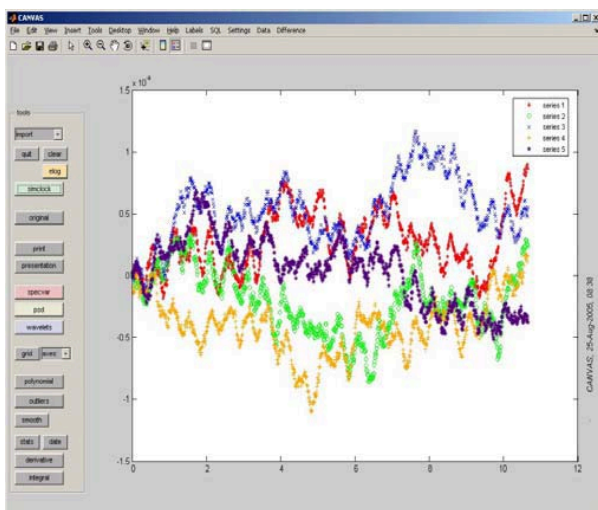 CANVAS
File Edit View Insert Tools Desktop Window Help Labels SQL Settings Data Difference
tools
import
quit clear
elog
simclock
original
print
presentation
specvar
psd
wavelets
grid axes
polynomial
outliers
smooth
stats date
derivative
integral
1.5
1
0.5
0
-0.5
-1
-1.5
0 2 4 6 8 10 12
series 1
series 2
series 3
series 4
series 5
CANVAS; 25-Aug-2005, 08:38